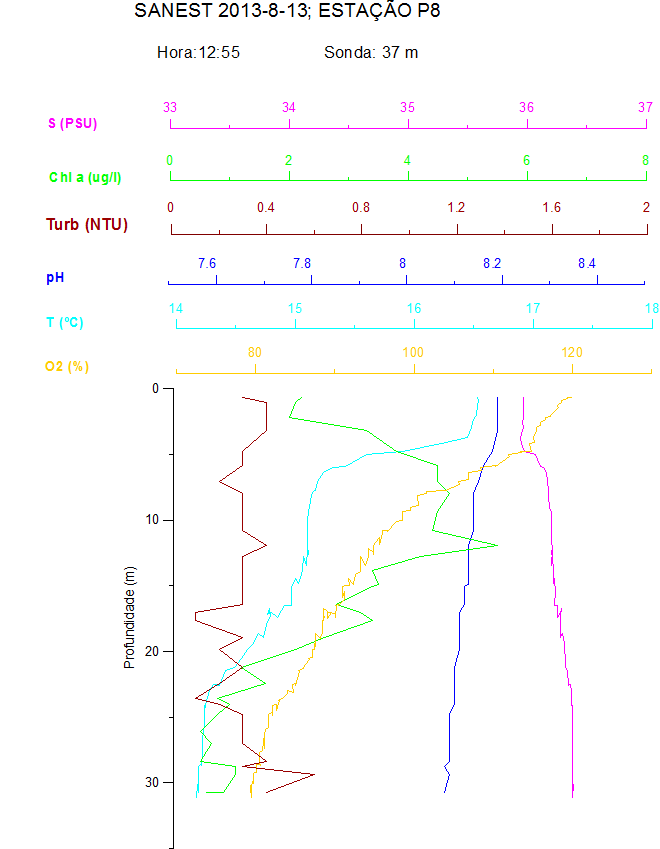 SANEST 2013-8-13; ESTAÇÃO P8
Hora:12:55 Sonda: 37 m
33 34 35 36 37
S (PSU)
0 2 4 6 8
Chl a (ug/l)
0 0.4 0.8 1.2 1.6 2
Turb (NTU)
7.6 7.8 8 8.2 8.4
pH
14 15 16 17 18
T (ºC)
80 100 120
O2 (%)
0
10
20
30
Profundidade (m)